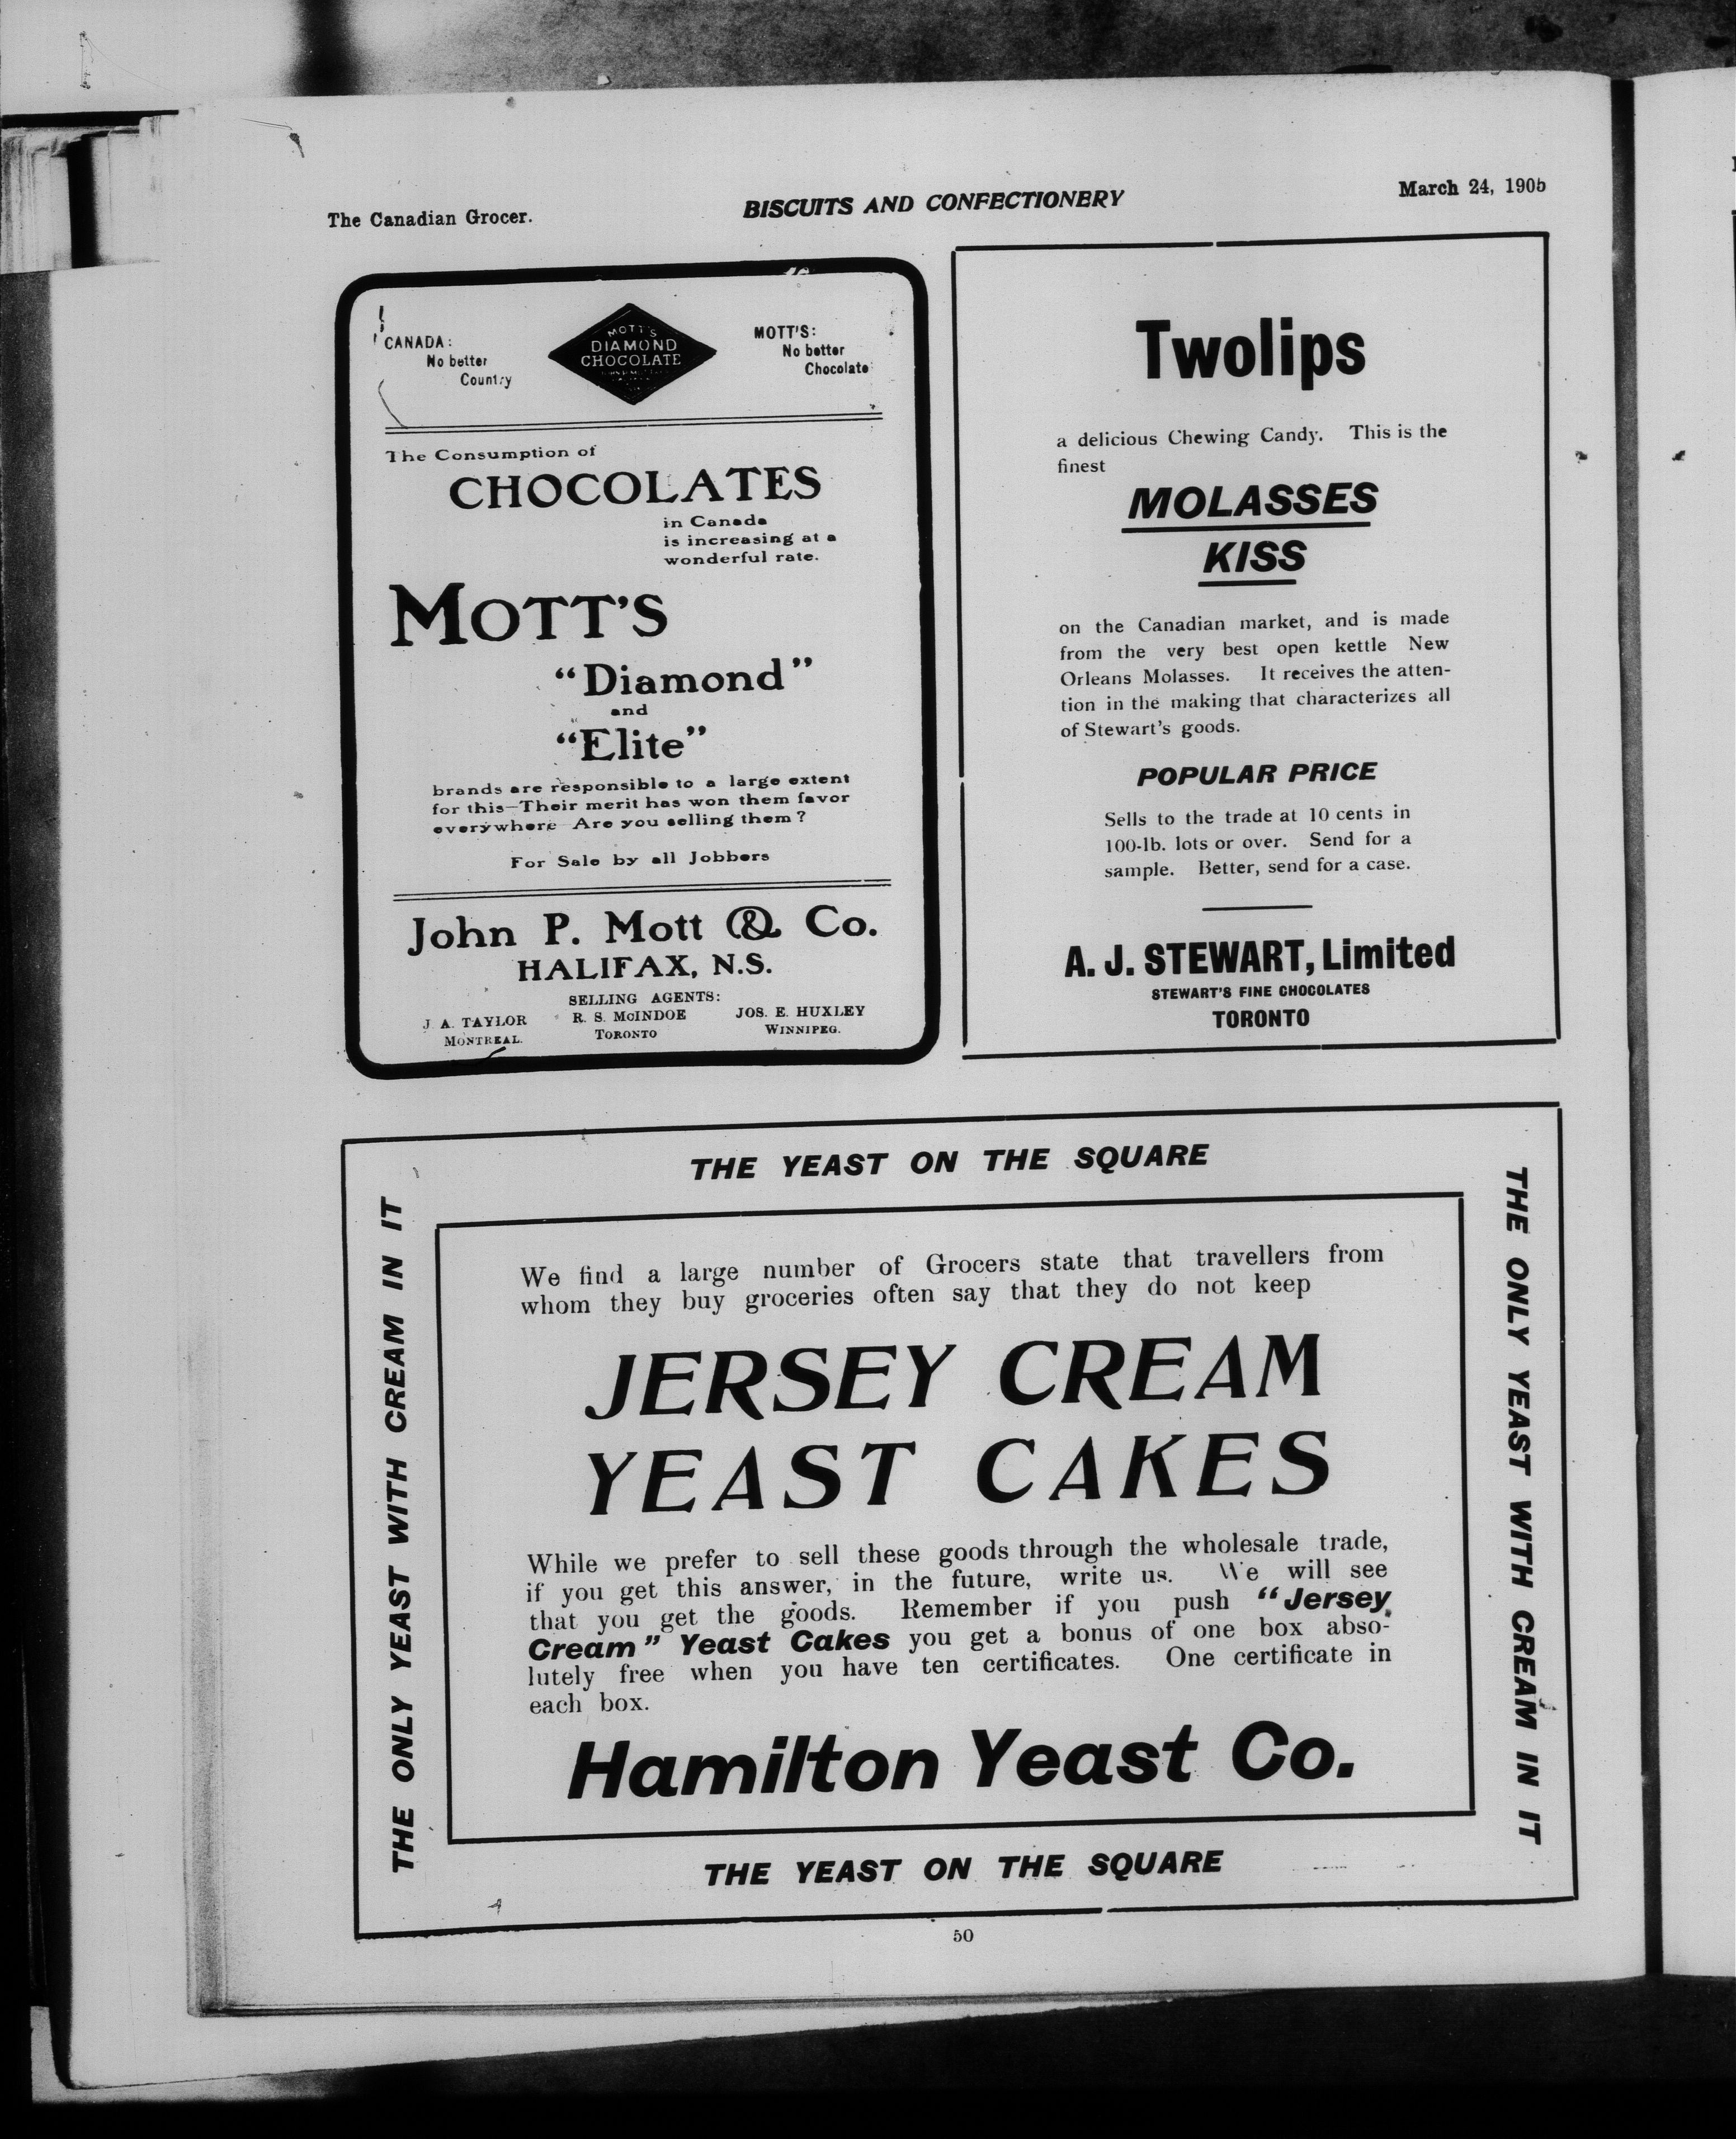 The Canadian Grocer.
BISCUITS AND CONFECTIONERY
March 24, 1905
CANADA:
No better
Country
MOTT'S
DIAMOND
CHOCOLATE
MOTT'S:
No better
Chocolate
The Consumption of
CHOCOLATES
in Canada
is increasing at a
wonderful rate.
MOTT'S
"Diamond"
and
"Elite"
brands are responsible to a large extent
for this—Their merit has won them favor
everywhere Are you selling them?
For Sale by all Jobbers
John P. Mott & Co.
HALIFAX, N.S.
SELLING AGENTS:
J. A. TAYLOR
MONTREAL.
R. S. McINDOE
TORONTO
JOS. E. HUXLEY
WINNIPEG.
Twolips
a delicious Chewing Candy. This is the
finest
MOLASSES
KISS
on the Canadian market, and is made
from the very best open kettle New
Orleans Molasses. It receives the atten-
tion in the making that characterizes all
of Stewart's goods.
POPULAR PRICE
Sells to the trade at 10 cents in
100-lb. lots or over. Send for a
sample. Better, send for a case.
A. J. STEWART, Limited
STEWART'S FINE CHOCOLATES
TORONTO
THE YEAST ON THE SQUARE
THE ONLY YEAST WITH CREAM IN IT
We find a large number of Grocers state that travellers from
whom they buy groceries often say that they do not keep
JERSEY CREAM
YEAST CAKES
While we prefer to sell these goods through the wholesale trade,
if you get this answer, in the future, write us. We will see
that you get the goods. Remember if you push "Jersey
Cream" Yeast Cakes you get a bonus of one box abso-
lutely free when you have ten certificates. One certificate in
each box.
Hamilton Yeast Co.
THE ONLY YEAST WITH CREAM IN IT
THE YEAST ON THE SQUARE
50